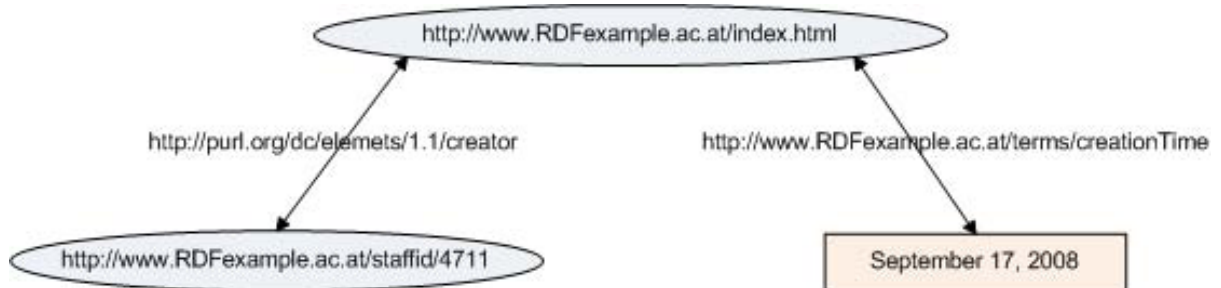 http://www.RDFexample.ac.at/index.html
http://purl.org/dc/elemets/1.1/creator
http://www.RDFexample.ac.at/terms/creationTime
http://www.RDFexample.ac.at/staffid/4711
September 17, 2008